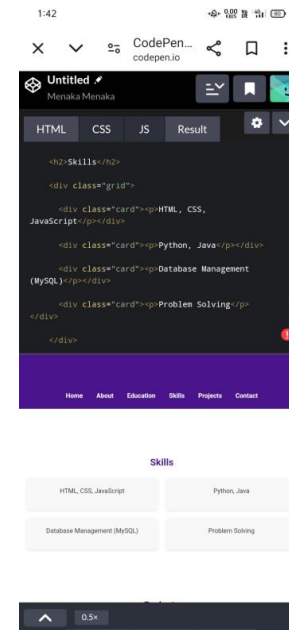 1:42
CodePen...
codepen.io
Untitled
Menaka Menaka
HTML CSS JS Result
<h2>Skills</h2>
<div class="grid">
<div class="card"><p>HTML, CSS,
JavaScript</p></div>
<div class="card"><p>Python, Java</p></div>
<div class="card"><p>Database Management
(MySQL)</p></div>
<div class="card"><p>Problem Solving</p>
</div>
</div>
Home About Education Skills Projects Contact
Skills
HTML, CSS, JavaScript Python, Java
Database Management (MySQL) Problem Solving
0.5×